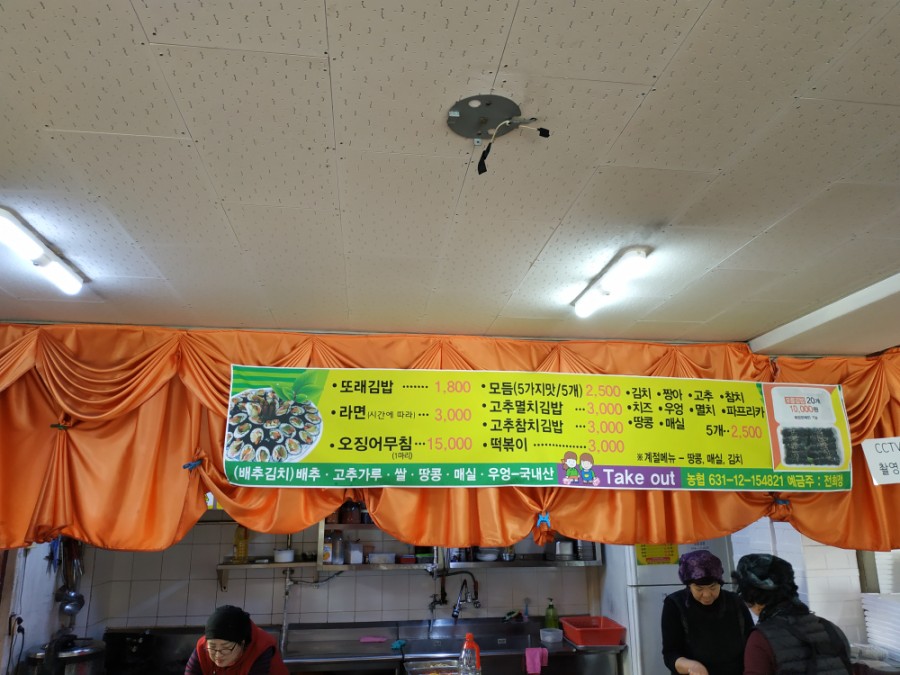 • 또래김밥 ······· 1,800
• 라면(시간에 따라)··· 3,000
• 오징어무침 ···15,000
(1마리)
• 모듬(5가지맛/5개) 2,500
• 고추멸치김밥 ···3,000
• 고추참치김밥 ···3,000
• 떡볶이 ··············3,000
• 김치 • 짱아 • 고추 • 참치
• 치즈 • 우엉 • 멸치 • 파프리카
• 땅콩 • 매실
5개··2,500
※계절메뉴 – 땅콩, 매실, 김치
20개
10,000원
(배추김치) 배추 · 고추가루 · 쌀 · 땅콩 · 매실 · 우엉–국내산
Take out
농협 631-12-154821 예금주 : 전희정
CCTV
촬영